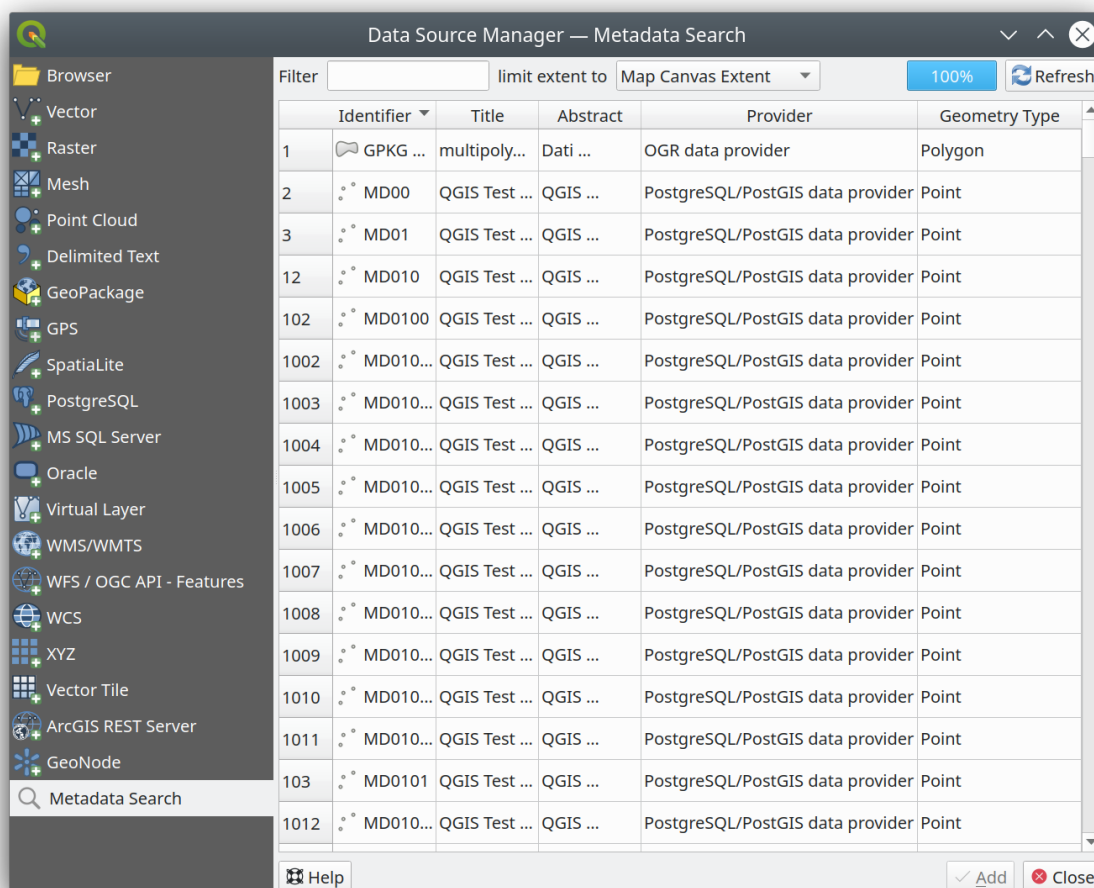 Data Source Manager — Metadata Search
Browser
Vector
Raster
Mesh
Point Cloud
Delimited Text
GeoPackage
GPS
SpatiaLite
PostgreSQL
MS SQL Server
Oracle
Virtual Layer
WMS/WMTS
WFS / OGC API - Features
WCS
XYZ
Vector Tile
ArcGIS REST Server
GeoNode
Metadata Search
Filter limit extent to Map Canvas Extent 100% Refresh
Identifier Title Abstract Provider Geometry Type
1 GPKG ... multipoly... Dati ... OGR data provider Polygon
2 MD00 QGIS Test ... QGIS ... PostgreSQL/PostGIS data provider Point
3 MD01 QGIS Test ... QGIS ... PostgreSQL/PostGIS data provider Point
12 MD010 QGIS Test ... QGIS ... PostgreSQL/PostGIS data provider Point
102 MD0100 QGIS Test ... QGIS ... PostgreSQL/PostGIS data provider Point
1002 MD010... QGIS Test ... QGIS ... PostgreSQL/PostGIS data provider Point
1003 MD010... QGIS Test ... QGIS ... PostgreSQL/PostGIS data provider Point
1004 MD010... QGIS Test ... QGIS ... PostgreSQL/PostGIS data provider Point
1005 MD010... QGIS Test ... QGIS ... PostgreSQL/PostGIS data provider Point
1006 MD010... QGIS Test ... QGIS ... PostgreSQL/PostGIS data provider Point
1007 MD010... QGIS Test ... QGIS ... PostgreSQL/PostGIS data provider Point
1008 MD010... QGIS Test ... QGIS ... PostgreSQL/PostGIS data provider Point
1009 MD010... QGIS Test ... QGIS ... PostgreSQL/PostGIS data provider Point
1010 MD010... QGIS Test ... QGIS ... PostgreSQL/PostGIS data provider Point
1011 MD010... QGIS Test ... QGIS ... PostgreSQL/PostGIS data provider Point
103 MD0101 QGIS Test ... QGIS ... PostgreSQL/PostGIS data provider Point
1012 MD010... QGIS Test ... QGIS ... PostgreSQL/PostGIS data provider Point
Help Add Close